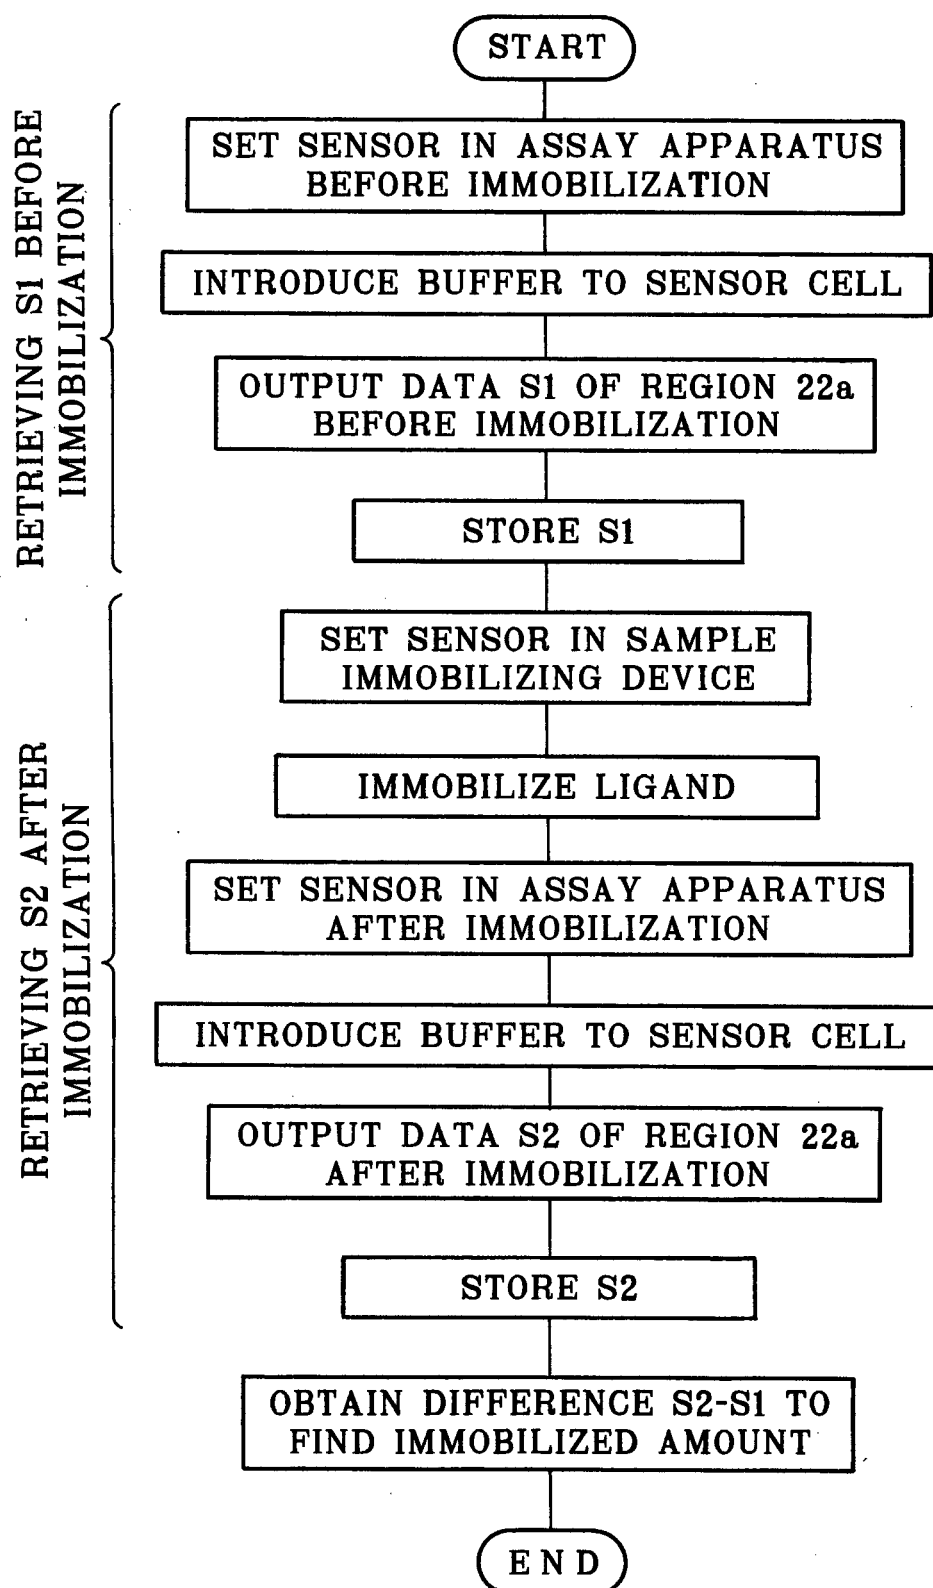 START
RETRIEVING S1 BEFORE
IMMOBILIZATION
SET SENSOR IN ASSAY APPARATUS
BEFORE IMMOBILIZATION
INTRODUCE BUFFER TO SENSOR CELL
OUTPUT DATA S1 OF REGION 22a
BEFORE IMMOBILIZATION
STORE S1
RETRIEVING S2 AFTER
IMMOBILIZATION
SET SENSOR IN SAMPLE
IMMOBILIZING DEVICE
IMMOBILIZE LIGAND
SET SENSOR IN ASSAY APPARATUS
AFTER IMMOBILIZATION
INTRODUCE BUFFER TO SENSOR CELL
OUTPUT DATA S2 OF REGION 22a
AFTER IMMOBILIZATION
STORE S2
OBTAIN DIFFERENCE S2-S1 TO
FIND IMMOBILIZED AMOUNT
END